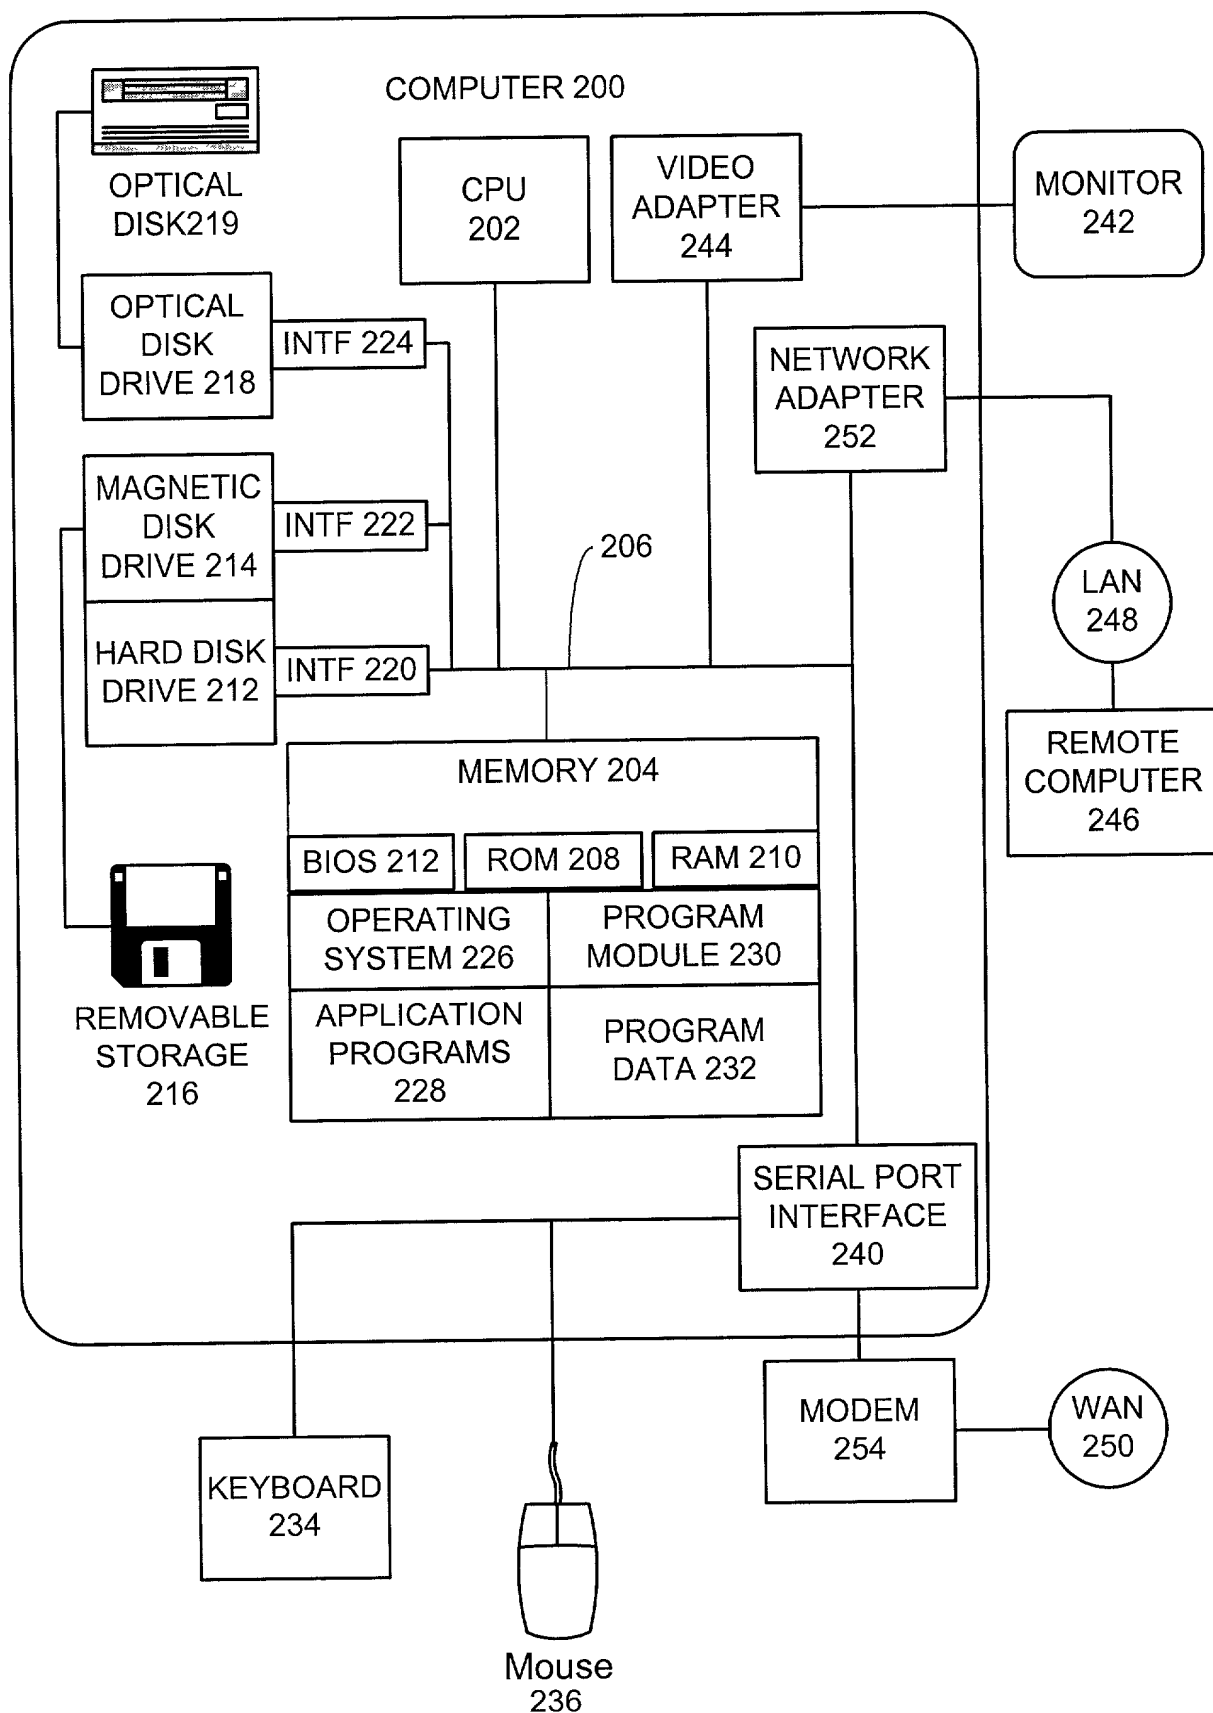 COMPUTER 200
OPTICAL
DISK219
CPU
202
VIDEO
ADAPTER
244
MONITOR
242
OPTICAL
DISK
DRIVE 218
INTF 224
NETWORK
ADAPTER
252
MAGNETIC
DISK
DRIVE 214
INTF 222
206
LAN
248
HARD DISK
DRIVE 212
INTF 220
REMOTE
COMPUTER
246
MEMORY 204
BIOS 212
ROM 208
RAM 210
OPERATING
SYSTEM 226
PROGRAM
MODULE 230
APPLICATION
PROGRAMS
228
PROGRAM
DATA 232
REMOVABLE
STORAGE
216
SERIAL PORT
INTERFACE
240
MODEM
254
WAN
250
KEYBOARD
234
Mouse
236